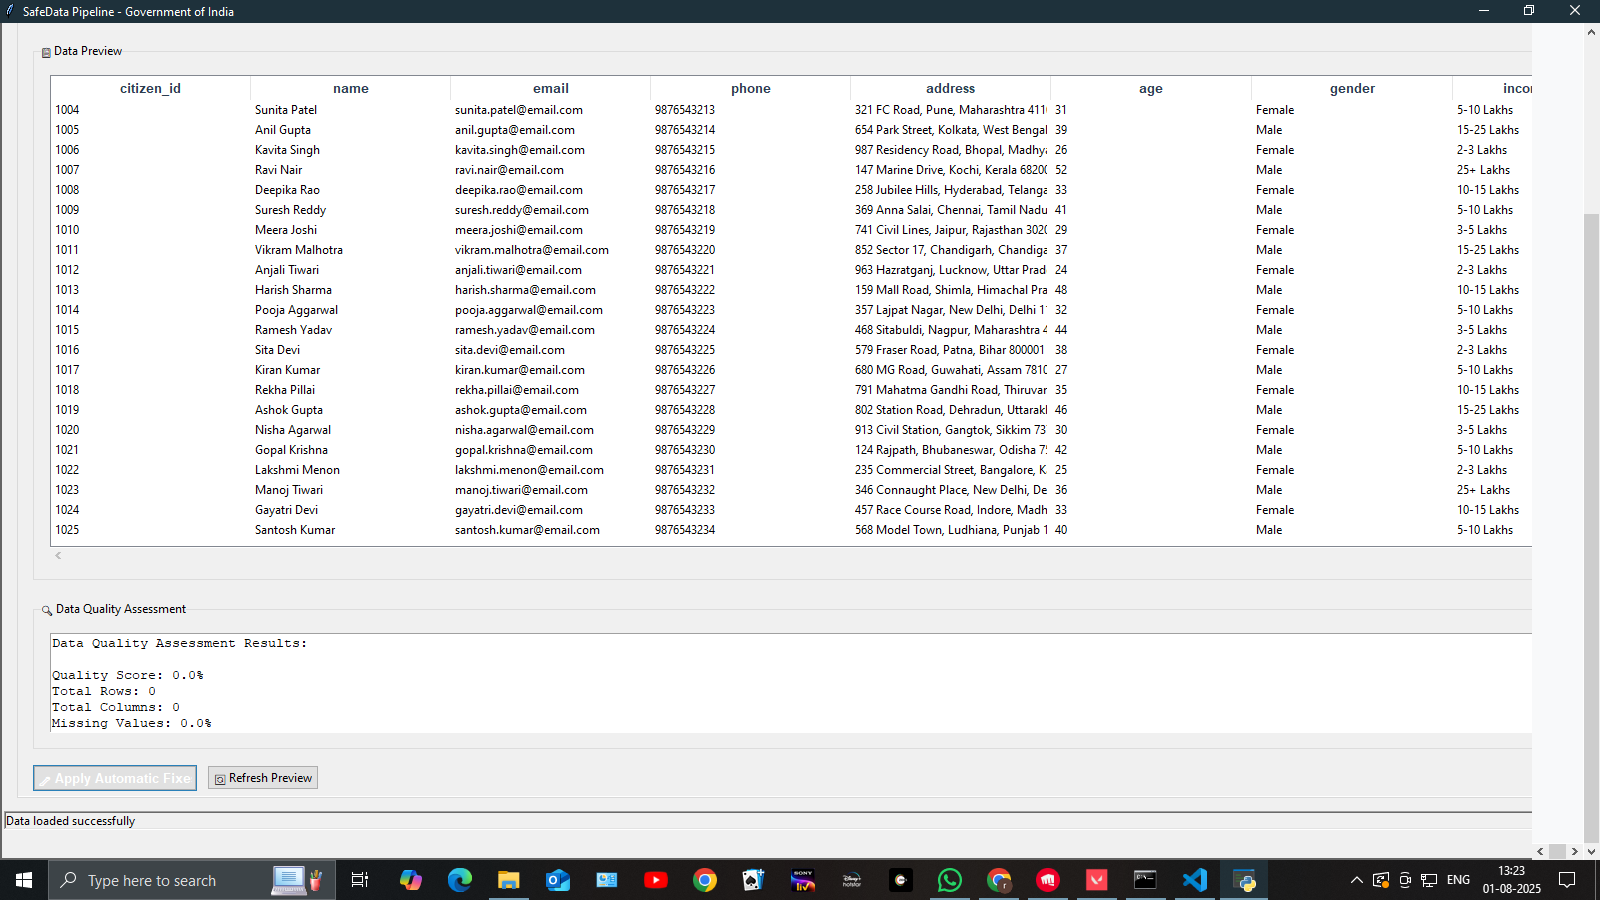 SafeData Pipeline - Government of India
Data Preview
citizen_id name email phone address age gender incor
1004 Sunita Patel sunita.patel@email.com 9876543213 321 FC Road, Pune, Maharashtra 411 31 Female 5-10 Lakhs
1005 Anil Gupta anil.gupta@email.com 9876543214 654 Park Street, Kolkata, West Bengal 39 Male 15-25 Lakhs
1006 Kavita Singh kavita.singh@email.com 9876543215 987 Residency Road, Bhopal, Madhya 26 Female 2-3 Lakhs
1007 Ravi Nair ravi.nair@email.com 9876543216 147 Marine Drive, Kochi, Kerala 68200 52 Male 25+ Lakhs
1008 Deepika Rao deepika.rao@email.com 9876543217 258 Jubilee Hills, Hyderabad, Telanga 33 Female 10-15 Lakhs
1009 Suresh Reddy suresh.reddy@email.com 9876543218 369 Anna Salai, Chennai, Tamil Nadu 41 Male 5-10 Lakhs
1010 Meera Joshi meera.joshi@email.com 9876543219 741 Civil Lines, Jaipur, Rajasthan 3020 29 Female 3-5 Lakhs
1011 Vikram Malhotra vikram.malhotra@email.com 9876543220 852 Sector 17, Chandigarh, Chandiga 37 Male 15-25 Lakhs
1012 Anjali Tiwari anjali.tiwari@email.com 9876543221 963 Hazratganj, Lucknow, Uttar Prad 24 Female 2-3 Lakhs
1013 Harish Sharma harish.sharma@email.com 9876543222 159 Mall Road, Shimla, Himachal Pra 48 Male 10-15 Lakhs
1014 Pooja Aggarwal pooja.aggarwal@email.com 9876543223 357 Lajpat Nagar, New Delhi, Delhi 1 32 Female 5-10 Lakhs
1015 Ramesh Yadav ramesh.yadav@email.com 9876543224 468 Sitabuldi, Nagpur, Maharashtra 4 44 Male 3-5 Lakhs
1016 Sita Devi sita.devi@email.com 9876543225 579 Fraser Road, Patna, Bihar 800001 38 Female 2-3 Lakhs
1017 Kiran Kumar kiran.kumar@email.com 9876543226 680 MG Road, Guwahati, Assam 7810 27 Male 5-10 Lakhs
1018 Rekha Pillai rekha.pillai@email.com 9876543227 791 Mahatma Gandhi Road, Thiruvar 35 Female 10-15 Lakhs
1019 Ashok Gupta ashok.gupta@email.com 9876543228 802 Station Road, Dehradun, Uttarakl 46 Male 15-25 Lakhs
1020 Nisha Agarwal nisha.agarwal@email.com 9876543229 913 Civil Station, Gangtok, Sikkim 73 30 Female 3-5 Lakhs
1021 Gopal Krishna gopal.krishna@email.com 9876543230 124 Rajpath, Bhubaneswar, Odisha 75 42 Male 5-10 Lakhs
1022 Lakshmi Menon lakshmi.menon@email.com 9876543231 235 Commercial Street, Bangalore, K 25 Female 2-3 Lakhs
1023 Manoj Tiwari manoj.tiwari@email.com 9876543232 346 Connaught Place, New Delhi, De 36 Male 25+ Lakhs
1024 Gayatri Devi gayatri.devi@email.com 9876543233 457 Race Course Road, Indore, Madh 33 Female 10-15 Lakhs
1025 Santosh Kumar santosh.kumar@email.com 9876543234 568 Model Town, Ludhiana, Punjab 1 40 Male 5-10 Lakhs
Data Quality Assessment
Data Quality Assessment Results:
Quality Score: 0.0%
Total Rows: 0
Total Columns: 0
Missing Values: 0.0%
Apply Automatic Fixe
Refresh Preview
Data loaded successfully
Type here to search
ENG
13:23
01-08-2025